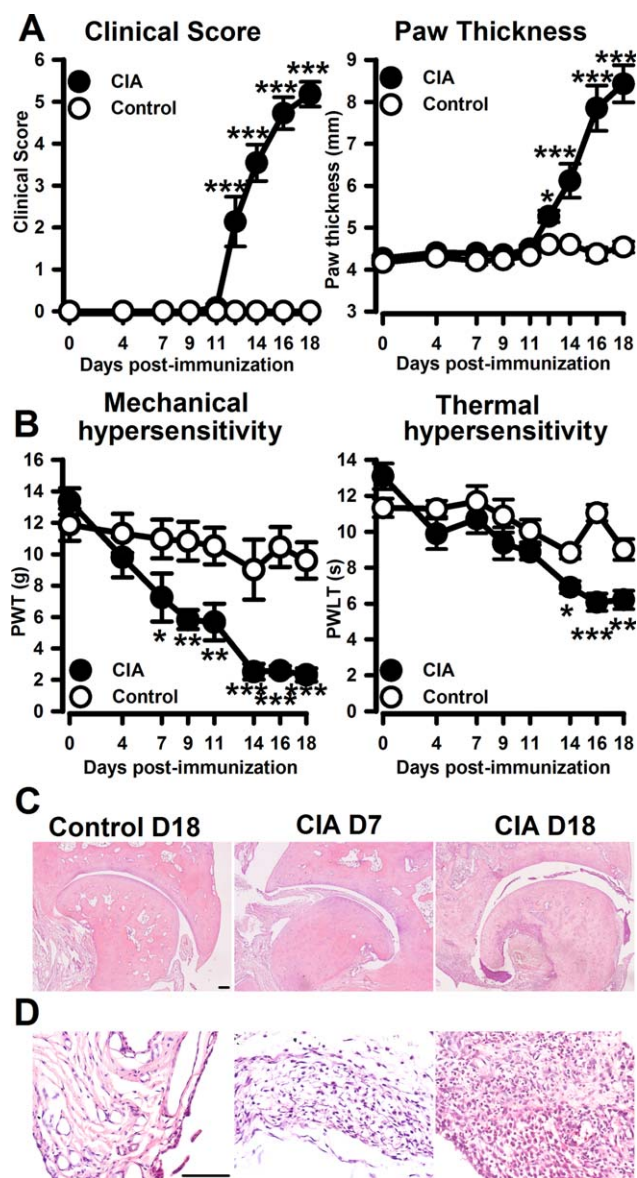 A
Clinical Score
Paw Thickness
CIA
Control
Clinical Score
6
5
4
3
2
1
0
***
***
***
***
0 4 7 9 11 14 16 18
Days post-immunization
CIA
Control
Paw thickness (mm)
9
8
7
6
5
4
3
*
***
***
***
0 4 7 9 11 14 16 18
Days post-immunization
B
Mechanical
hypersensitivity
Thermal
hypersensitivity
PWT (g)
16
14
12
10
8
6
4
2
0
*
**
**
***
***
***
CIA
Control
0 4 7 9 11 14 16 18
Days post-immunization
PWLT (s)
14
12
10
8
6
4
2
0
*
***
**
CIA
Control
0 4 7 9 11 14 16 18
Days post-immunization
C
Control D18
CIA D7
CIA D18
D